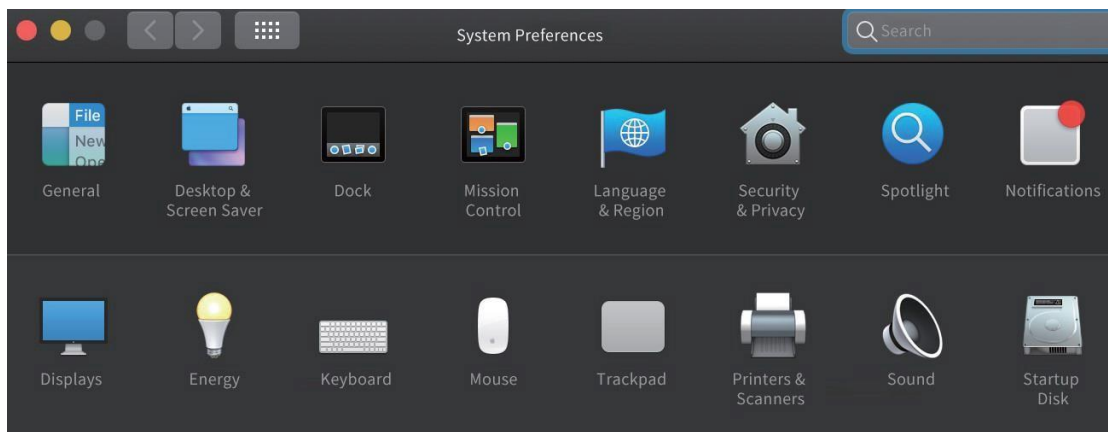 System Preferences
Search
File
New
Ope
General
Desktop &
Screen Saver
Dock
Mission
Control
Language
& Region
Security
& Privacy
Spotlight
Notifications
Displays
Energy
Keyboard
Mouse
Trackpad
Printers &
Scanners
Sound
Startup
Disk